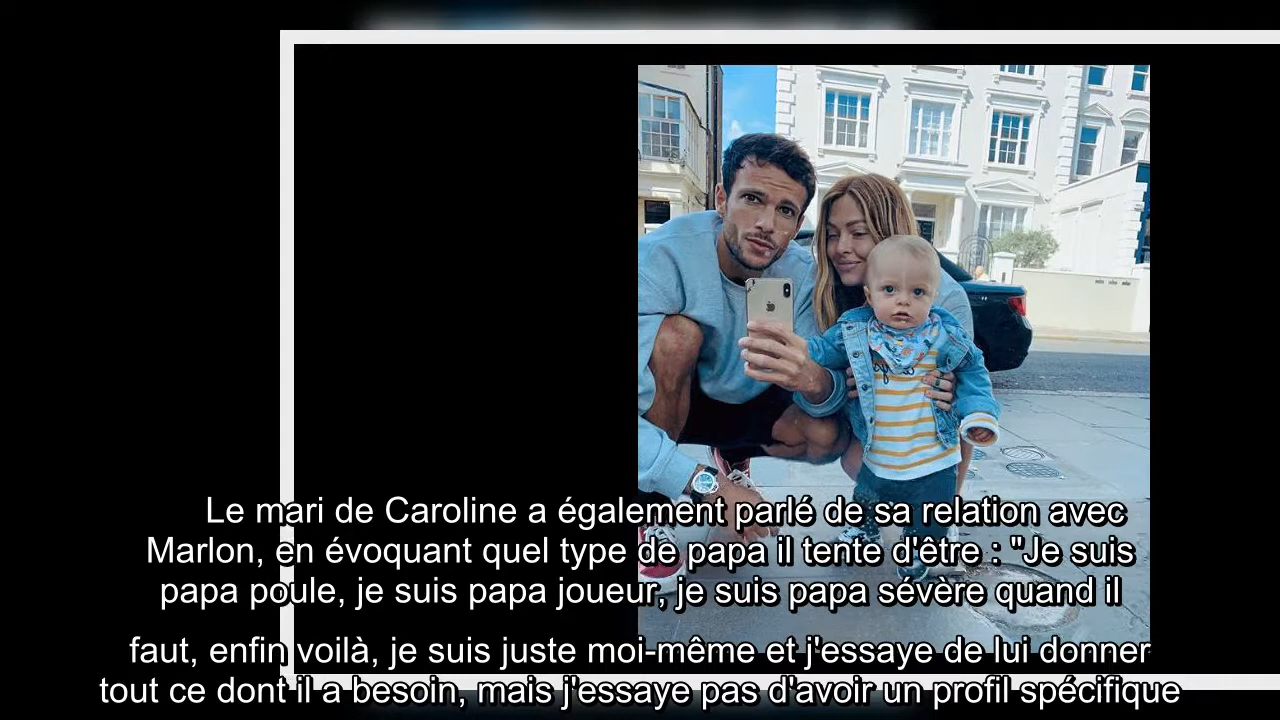 Le mari de Caroline a également parlé de sa relation avec
Marlon, en évoquant quel type de papa il tente d'être : "Je suis
papa poule, je suis papa joueur, je suis papa sévère quand il
faut, enfin voilà, je suis juste moi-même et j'essaye de lui donner
tout ce dont il a besoin, mais j'essaye pas d'avoir un profil spécifique